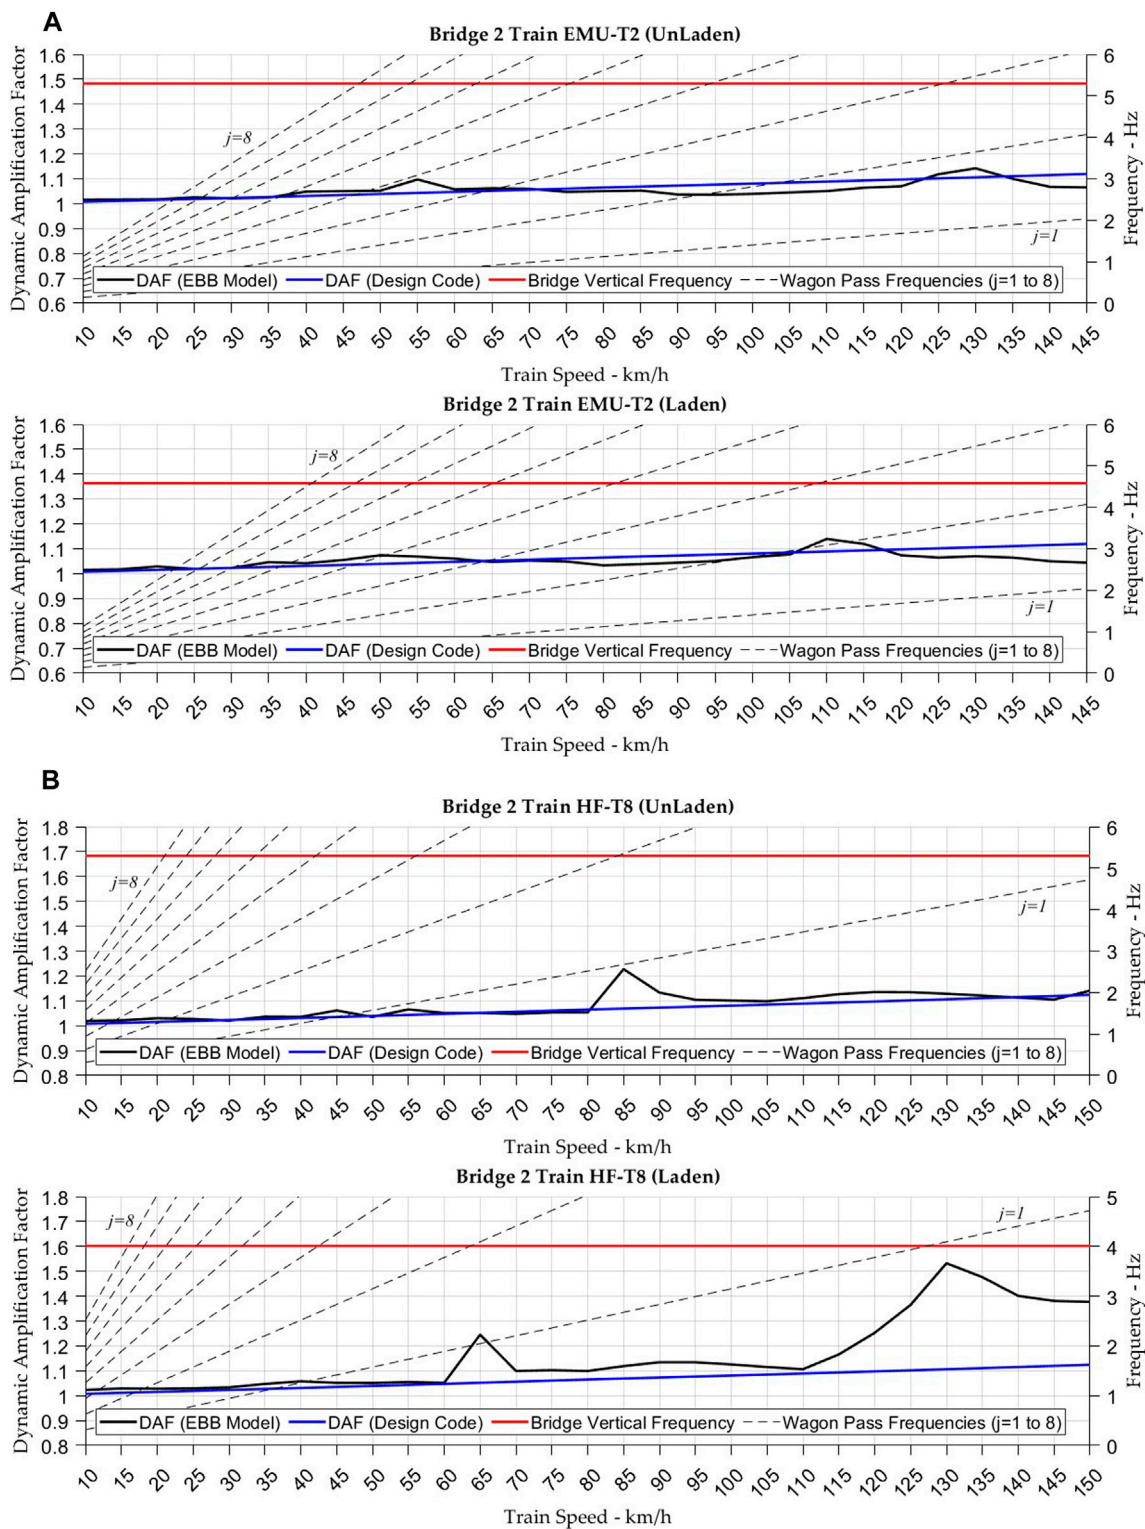 A
Bridge 2 Train EMU-T2 (UnLaden)
Dynamic Amplification Factor
1.6
1.5
1.4
1.3
1.2
1.1
1
0.9
0.8
0.7
0.6
j=8
j=1
6
5
4
3
2
1
0
Frequency - Hz
DAF (EBB Model) DAF (Design Code) Bridge Vertical Frequency Wagon Pass Frequencies (j=1 to 8)
10 15 20 25 30 35 40 45 50 55 60 65 70 75 80 85 90 95 100 105 110 115 120 125 130 135 140 145
Train Speed - km/h
Bridge 2 Train EMU-T2 (Laden)
Dynamic Amplification Factor
1.6
1.5
1.4
1.3
1.2
1.1
1
0.9
0.8
0.7
0.6
j=8
j=1
6
5
4
3
2
1
0
Frequency - Hz
DAF (EBB Model) DAF (Design Code) Bridge Vertical Frequency Wagon Pass Frequencies (j=1 to 8)
10 15 20 25 30 35 40 45 50 55 60 65 70 75 80 85 90 95 100 105 110 115 120 125 130 135 140 145
Train Speed - km/h
B
Bridge 2 Train HF-T8 (UnLaden)
Dynamic Amplification Factor
1.8
1.7
1.6
1.5
1.4
1.3
1.2
1.1
1
0.9
0.8
j=8
j=1
6
5
4
3
2
1
0
Frequency - Hz
DAF (EBB Model) DAF (Design Code) Bridge Vertical Frequency Wagon Pass Frequencies (j=1 to 8)
10 15 20 25 30 35 40 45 50 55 60 65 70 75 80 85 90 95 100 105 110 115 120 125 130 135 140 145 150
Train Speed - km/h
Bridge 2 Train HF-T8 (Laden)
Dynamic Amplification Factor
1.8
1.7
1.6
1.5
1.4
1.3
1.2
1.1
1
0.9
0.8
j=8
j=1
5
4
3
2
1
0
Frequency - Hz
DAF (EBB Model) DAF (Design Code) Bridge Vertical Frequency Wagon Pass Frequencies (j=1 to 8)
10 15 20 25 30 35 40 45 50 55 60 65 70 75 80 85 90 95 100 105 110 115 120 125 130 135 140 145 150
Train Speed - km/h